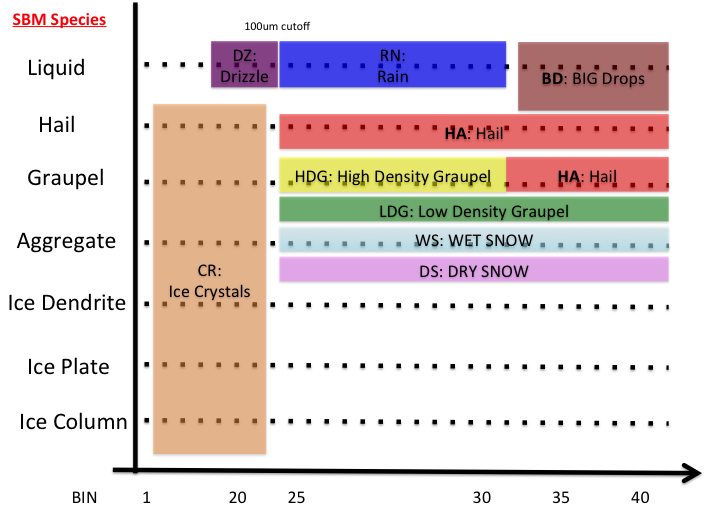 SBM Species
100um cutoff
Liquid
DZ:
Drizzle
RN:
Rain
BD: BIG Drops
Hail
HA: Hail
Graupel
HDG: High Density Graupel
HA: Hail
LDG: Low Density Graupel
Aggregate
WS: WET SNOW
CR:
Ice Crystals
DS: DRY SNOW
Ice Dendrite
Ice Plate
Ice Column
BIN 1 20 25 30 35 40